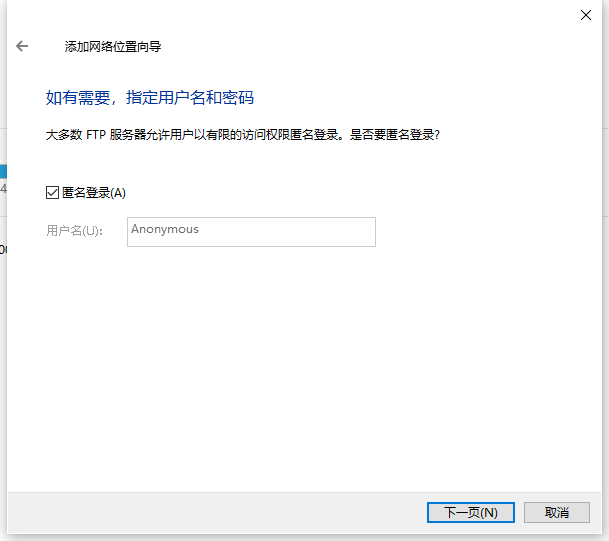 添加网络位置向导
如有需要，指定用户名和密码
大多数 FTP 服务器允许用户以有限的访问权限匿名登录。是否要匿名登录?
匿名登录(A)
用户名(U):
Anonymous
下一页(N)
取消